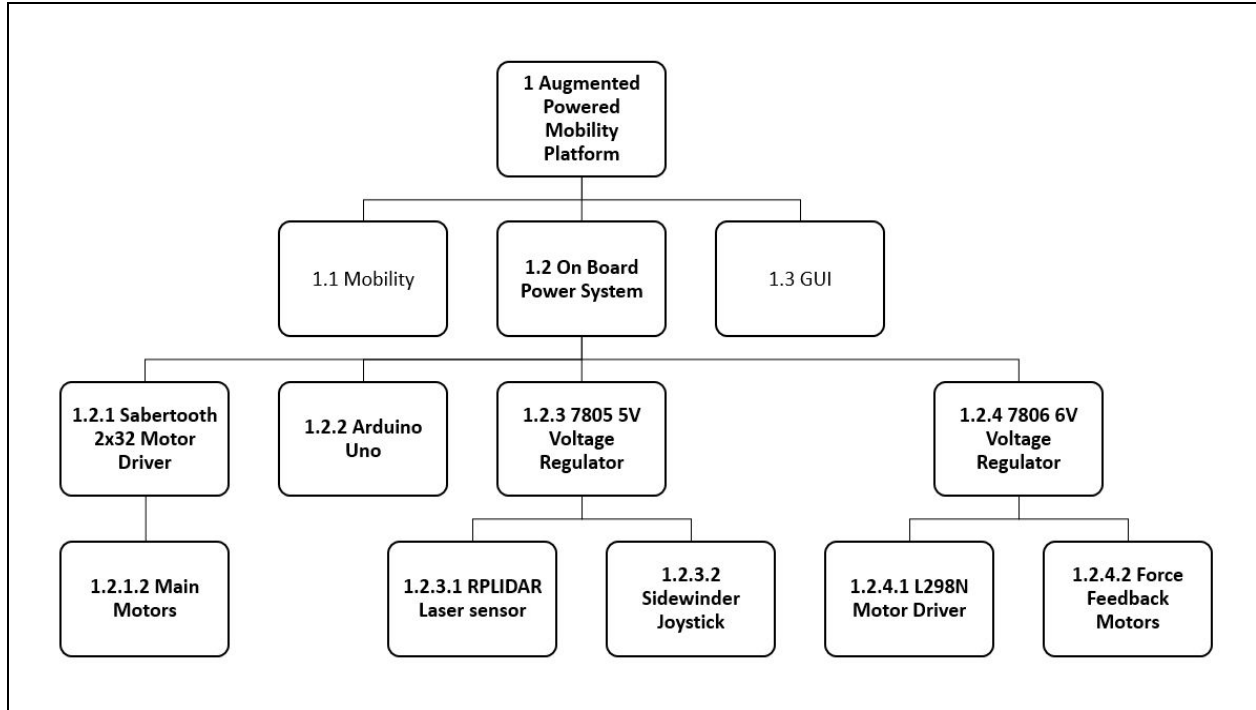 1 Augmented
Powered
Mobility
Platform
1.1 Mobility
1.2 On Board
Power System
1.3 GUI
1.2.1 Sabertooth
2x32 Motor
Driver
1.2.2 Arduino
Uno
1.2.3 7805 5V
Voltage
Regulator
1.2.4 7806 6V
Voltage
Regulator
1.2.1.2 Main
Motors
1.2.3.1 RPLIDAR
Laser sensor
1.2.3.2
Sidewinder
Joystick
1.2.4.1 L298N
Motor Driver
1.2.4.2 Force
Feedback
Motors